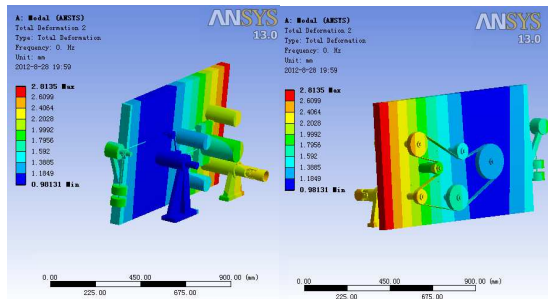 A: Modal (ANSYS)
Total Deformation 2
Type: Total Deformation
Frequency: 0. Hz
Unit: mm
2012-8-28 19:59
ANSYS
13.0
2.8135 Max
2.6099
2.4064
2.2028
1.9992
1.7956
1.592
1.3885
1.1849
0.98131 Min
0.00
450.00
900.00 (mm)
225.00
675.00
A: Modal (ANSYS)
Total Deformation 2
Type: Total Deformation
Frequency: 0. Hz
Unit: mm
2012-8-28 19:59
ANSYS
13.0
2.8135 Max
2.6099
2.4064
2.2028
1.9992
1.7956
1.592
1.3885
1.1849
0.98131 Min
0.00
450.00
900.00 (mm)
225.00
675.00